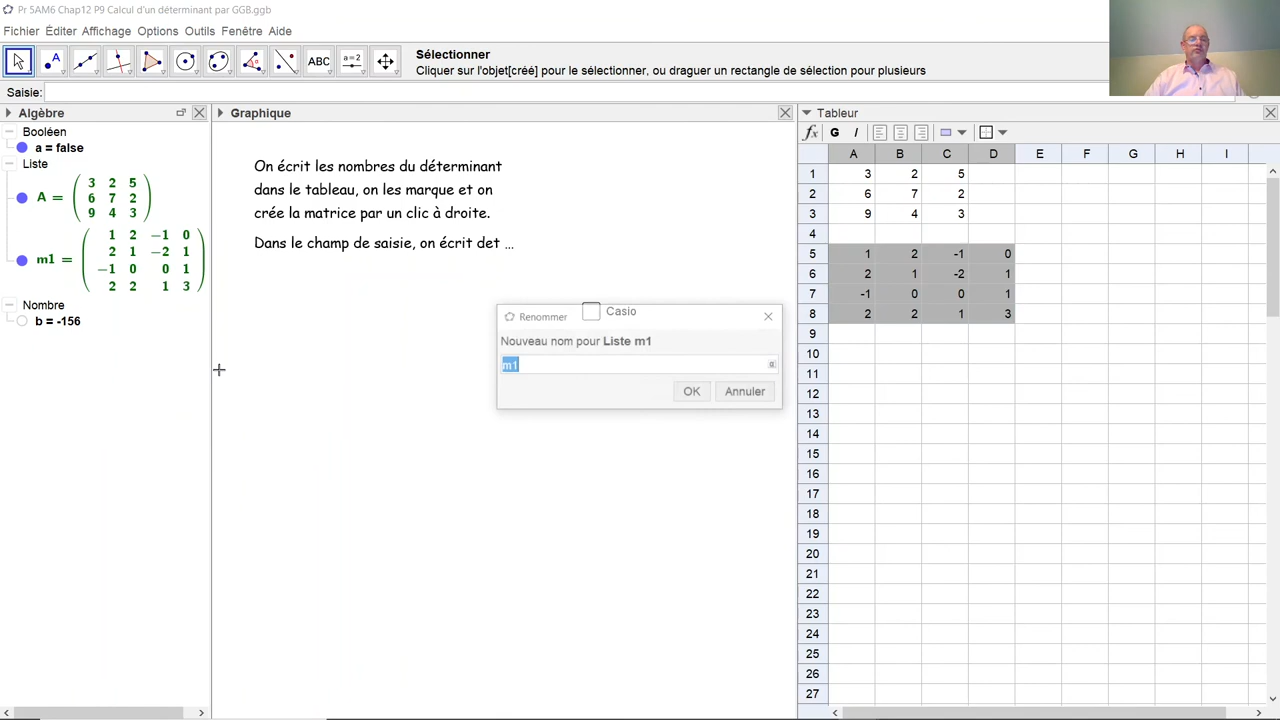 Pr 5AM6 Chap12 P9 Calcul d'un déterminant par GGB.ggb
Fichier Éditer Affichage Options Outils Fenêtre Aide
A ABC a=2
Sélectionner
Cliquer sur l'objet[créé] pour le sélectionner, ou draguer un rectangle de sélection pour plusieurs
Saisie:
Algèbre
Booléen
a = false
Liste
A =
3 2 5
6 7 2
9 4 3
m1 =
1 2 −1 0
2 1 −2 1
−1 0 0 1
2 2 1 3
Nombre
b = -156
Graphique
On écrit les nombres du déterminant
dans le tableau, on les marque et on
crée la matrice par un clic à droite.
Dans le champ de saisie, on écrit det ...
Renommer
Casio
Nouveau nom pour Liste m1
m1
α
OK Annuler
Tableur
fx G I
A B C D E F G H I
1 3 2 5
2 6 7 2
3 9 4 3
4
5 1 2 -1 0
6 2 1 -2 1
7 -1 0 0 1
8 2 2 1 3
9
10
11
12
13
14
15
16
17
18
19
20
21
22
23
24
25
26
27